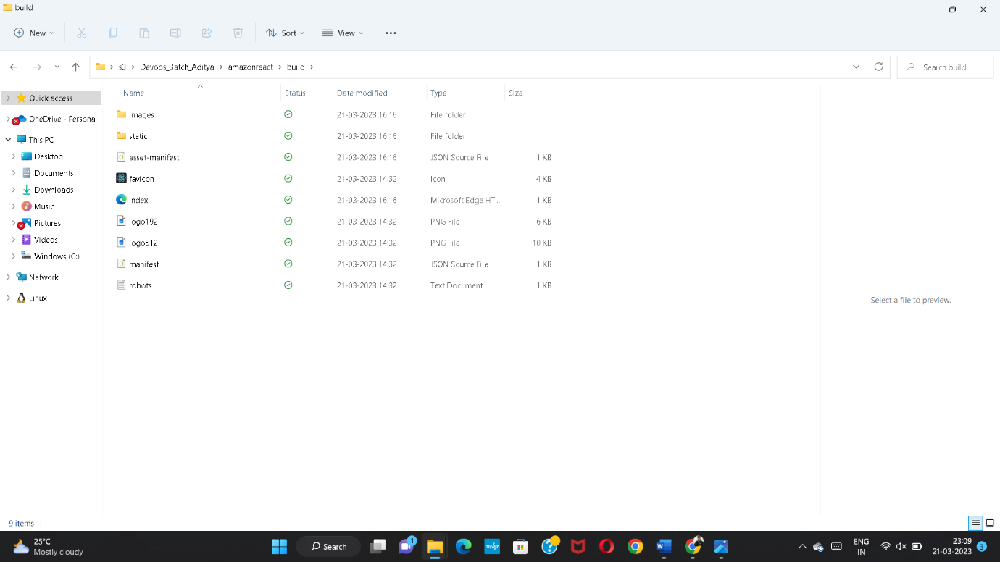 build
New
Sort
View
s3 > Devops_Batch_Aditya > amazonreact > build >
Search build
Name Status Date modified Type Size
Quick access
OneDrive - Personal
This PC
Desktop
Documents
Downloads
Music
Pictures
Videos
Windows (C:)
Network
Linux
images 21-03-2023 16:16 File folder
static 21-03-2023 16:16 File folder
asset-manifest 21-03-2023 16:16 JSON Source File 1 KB
favicon 21-03-2023 14:32 Icon 4 KB
index 21-03-2023 16:16 Microsoft Edge HT... 1 KB
logo192 21-03-2023 14:32 PNG File 6 KB
logo512 21-03-2023 14:32 PNG File 10 KB
manifest 21-03-2023 14:32 JSON Source File 1 KB
robots 21-03-2023 14:32 Text Document 1 KB
Select a file to preview.
9 items
25°C
Mostly cloudy
Search
1
myhp
ENG
IN
23:09
21-03-2023
3